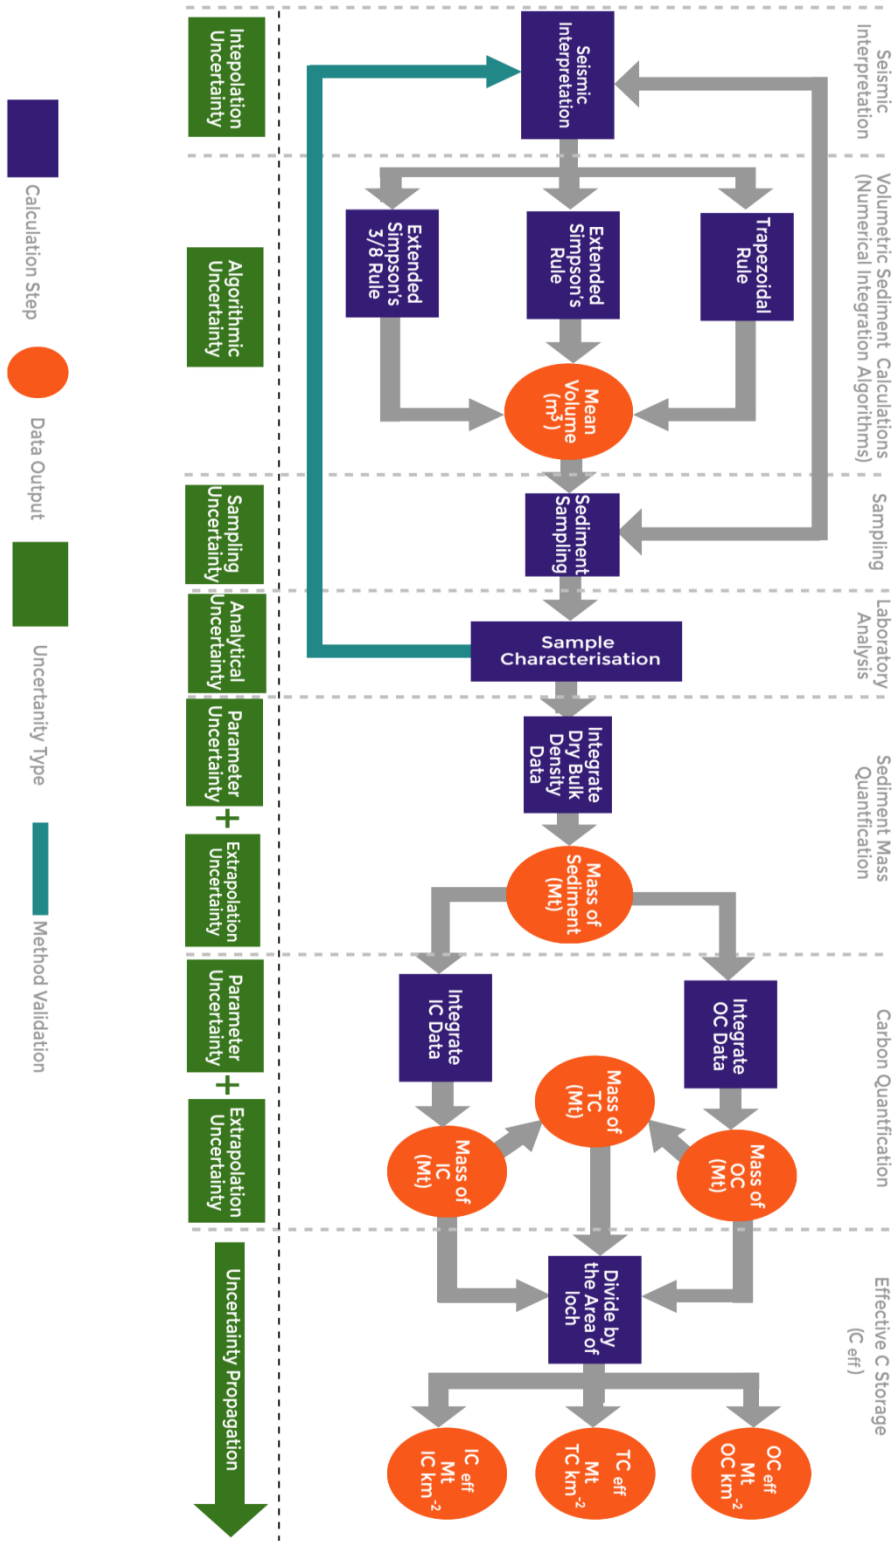 Seismic
Interpretation
Volumetric Sediment Calculations
(Numerical Integration Algorithms)
Sampling
Laboratory
Analysis
Sediment Mass
Quantfication
Carbon Quantfication
Effective C Storage
(C eff)
Seismic
Interpretation
Trapezoidal
Rule
Extended
Simpson's
Rule
Extended
Simpson's
3/8 Rule
Mean
Volume
(m³)
Sediment
Sampling
Sample
Characterisation
Integrate
Dry Bulk
Density
Data
Mass of
Sediment
(Mt)
Integrate
OC Data
Integrate
IC Data
Mass of
OC
(Mt)
Mass of
TC
(Mt)
Mass of
IC
(Mt)
Divide by
the Area of
loch
OC eff
Mt
OC km⁻²
TC eff
Mt
TC km⁻²
IC eff
Mt
IC km⁻²
Intepolation
Uncertainty
Algorithmic
Uncertainty
Sampling
Uncertainty
Analytical
Uncertainty
Parameter
Uncertainty
+
Extrapolation
Uncertainty
Parameter
Uncertainty
+
Extrapolation
Uncertainty
Uncertainty Propagation
Calculation Step
Data Output
Uncertanity Type
Method Validation